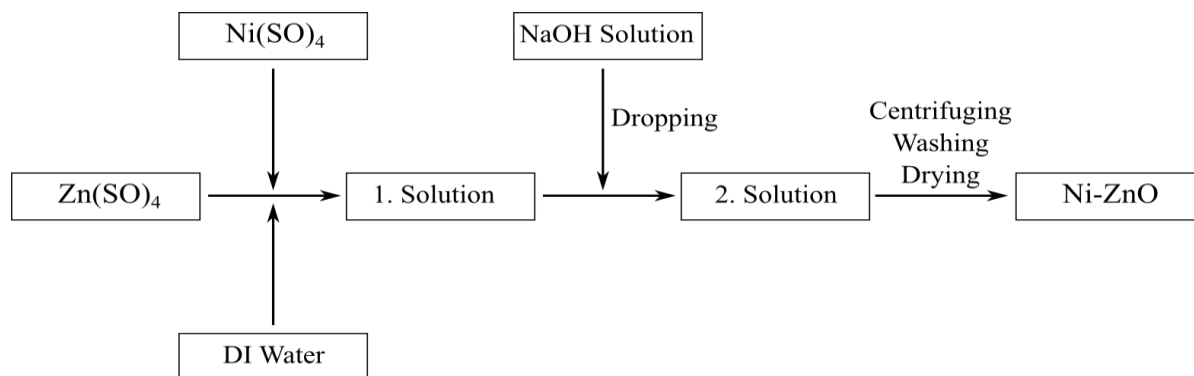 Ni(SO)₄
NaOH Solution
Dropping
Centrifuging
Washing
Drying
Zn(SO)₄
1. Solution
2. Solution
Ni-ZnO
DI Water